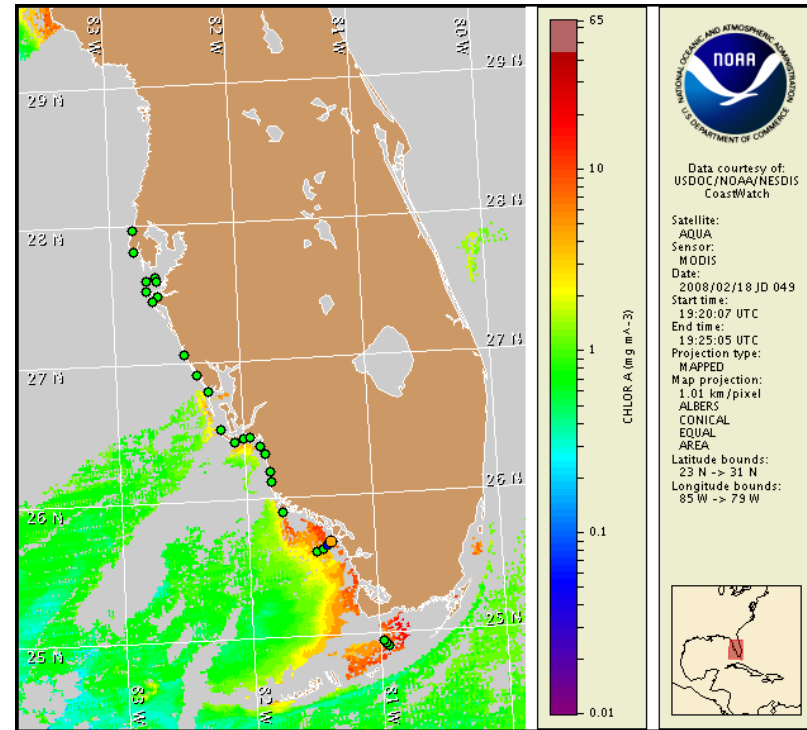 83 W
82 W
81 W
80 W
29 N
29 N
28 N
28 N
27 N
27 N
26 N
26 N
25 N
25 N
83 W
82 W
81 W
65
10
1
0.1
0.01
CHLOR A (mg m^-3)
NATIONAL OCEANIC AND ATMOSPHERIC ADMINISTRATION
NOAA
U.S. DEPARTMENT OF COMMERCE
Data courtesy of:
USDOC/NOAA/NESDIS
CoastWatch
Satellite:
AQUA
Sensor:
MODIS
Date:
2008/02/18 JD 049
Start time:
19:20:07 UTC
End time:
19:25:05 UTC
Projection type:
MAPPED
Map projection:
1.01 km/pixel
ALBERS
CONICAL
EQUAL
AREA
Latitude bounds:
23 N -> 31 N
Longitude bounds:
85 W -> 79 W